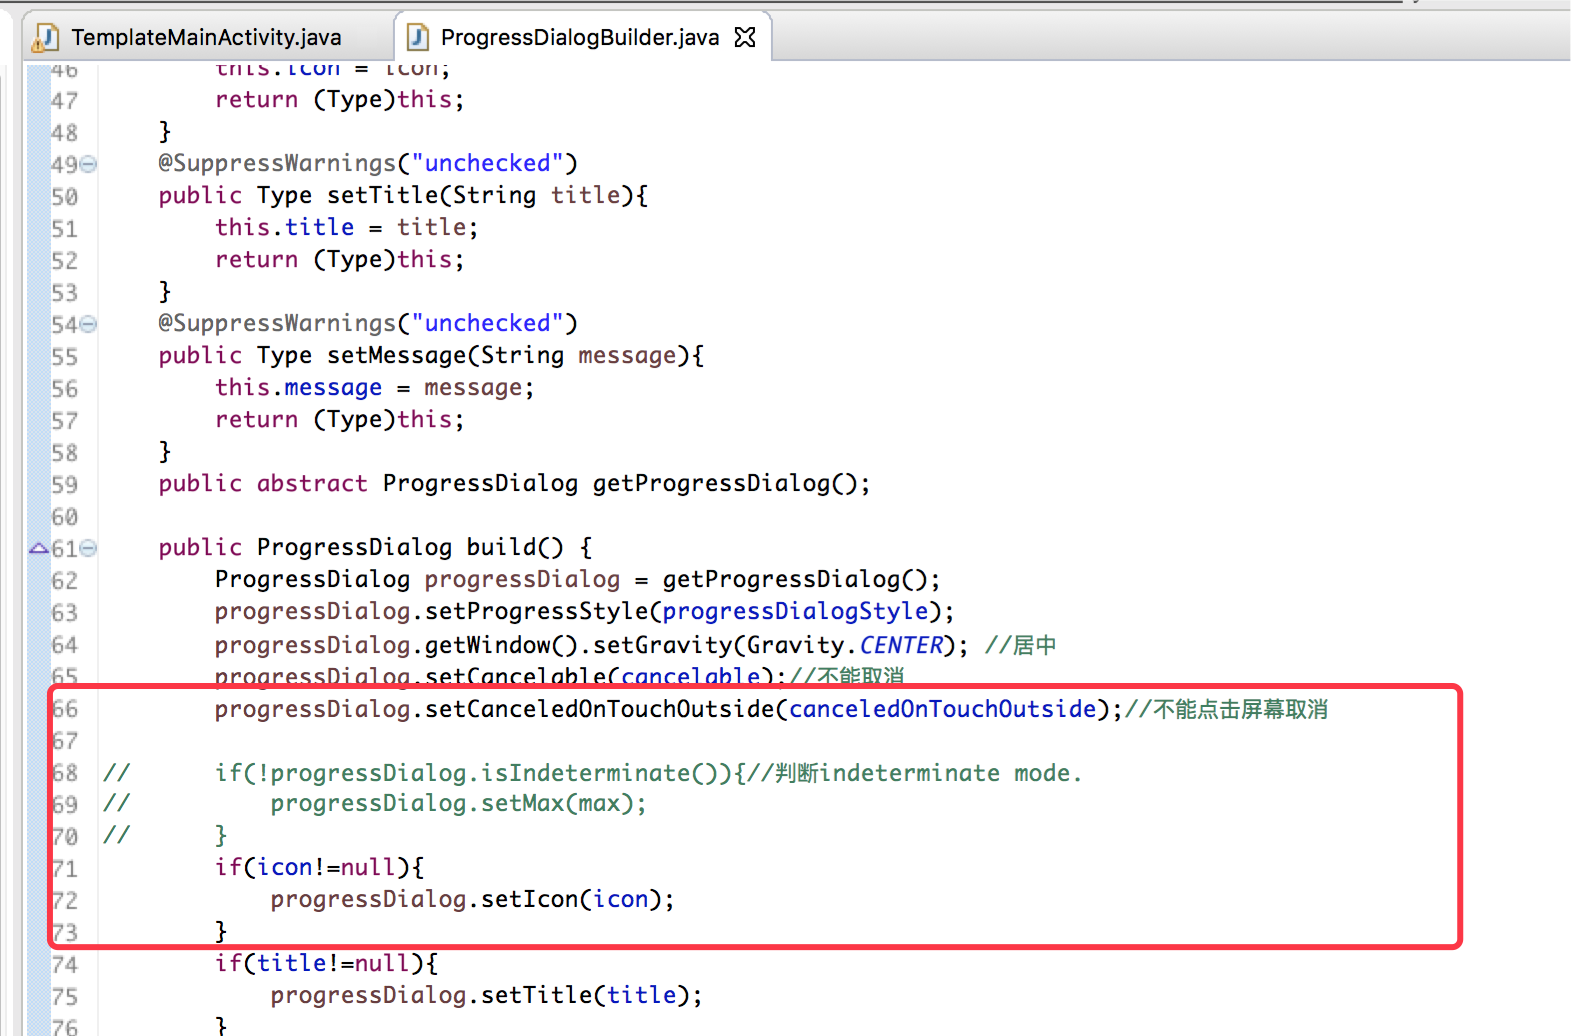 TemplateMainActivity.java
ProgressDialogBuilder.java
46 this.icon = icon;
47 return (Type)this;
48 }
49 @SuppressWarnings("unchecked")
50 public Type setTitle(String title){
51 this.title = title;
52 return (Type)this;
53 }
54 @SuppressWarnings("unchecked")
55 public Type setMessage(String message){
56 this.message = message;
57 return (Type)this;
58 }
59 public abstract ProgressDialog getProgressDialog();
60
61 public ProgressDialog build() {
62 ProgressDialog progressDialog = getProgressDialog();
63 progressDialog.setProgressStyle(progressDialogStyle);
64 progressDialog.getWindow().setGravity(Gravity.CENTER); //居中
65 progressDialog.setCancelable(cancelable);//不能取消
66 progressDialog.setCanceledOnTouchOutside(canceledOnTouchOutside);//不能点击屏幕取消
67
68 // if(!progressDialog.isIndeterminate()){//判断indeterminate mode.
69 // progressDialog.setMax(max);
70 // }
71 if(icon!=null){
72 progressDialog.setIcon(icon);
73 }
74 if(title!=null){
75 progressDialog.setTitle(title);
76 }